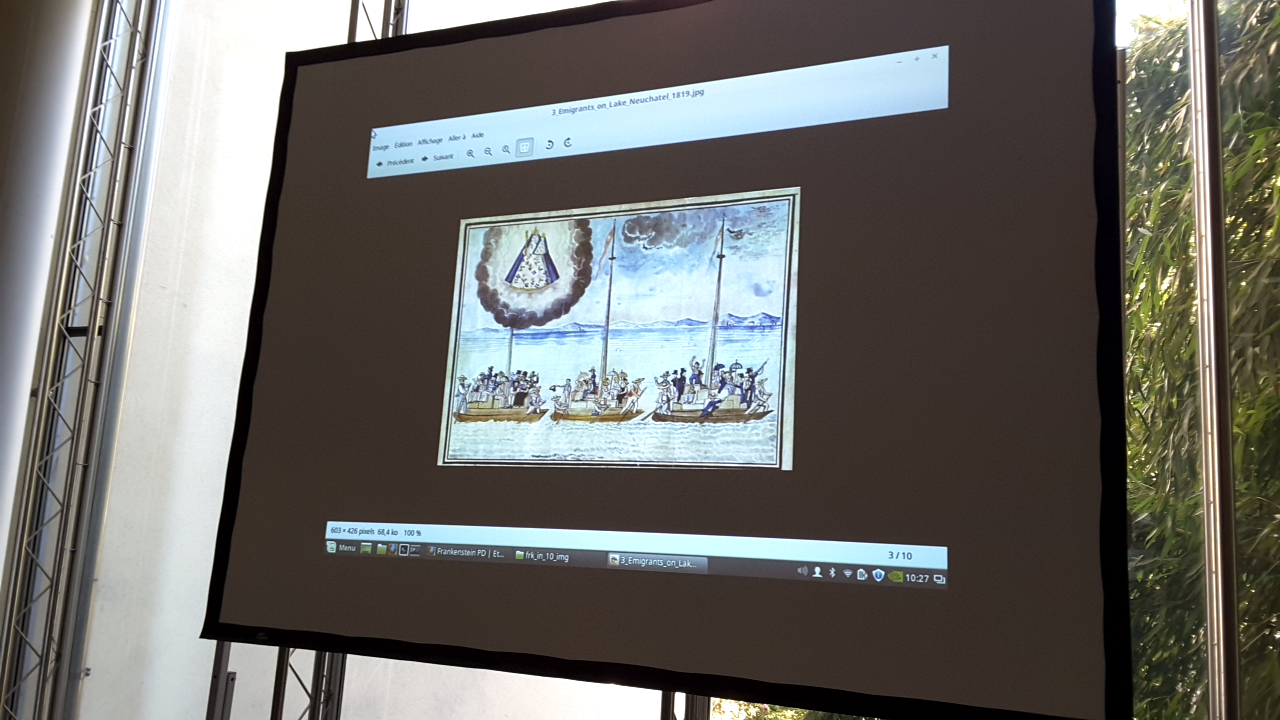 3_Emigrants_on_Lake_Neuchatel_1819.jpg
Image Édition Affichage Aller à Aide
Précédent Suivant
603 × 426 pixels 68,4 ko 100 %
3 / 10
Menu Frankenstein PD | Et... frk_in_10_img 3_Emigrants_on_Lak... 10:27